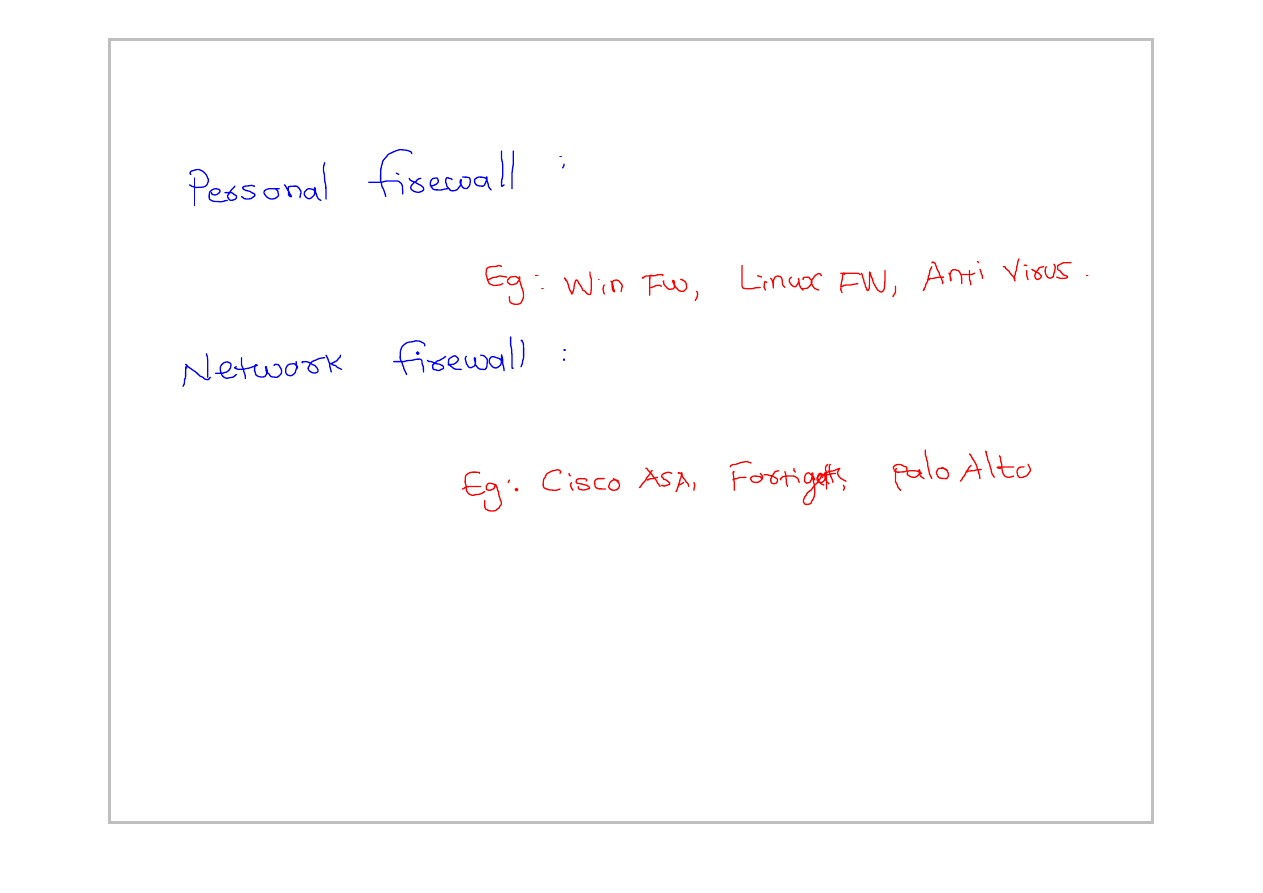 Personal firewall :
Eg : Win FW, Linux FW, Anti Virus.
Network firewall :
Eg : Cisco ASA, Fortigate, palo Alto